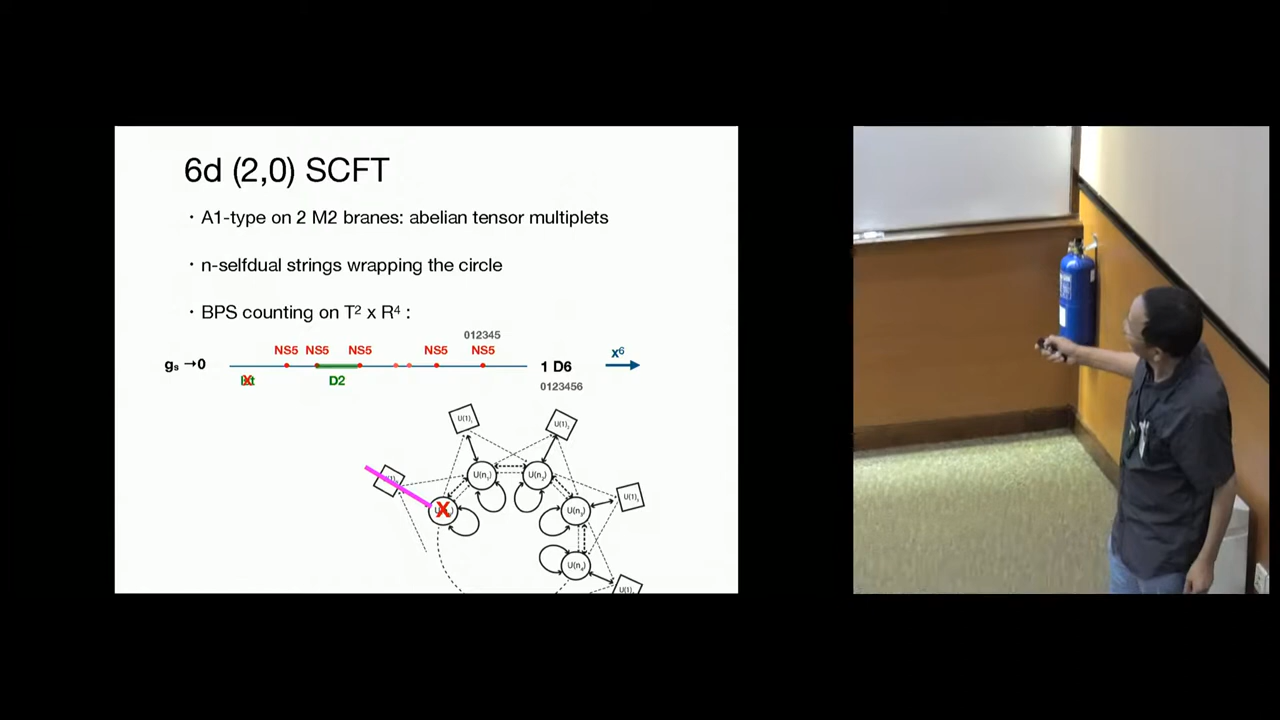 6d (2,0) SCFT
· A1-type on 2 M2 branes: abelian tensor multiplets
· n-selfdual strings wrapping the circle
· BPS counting on T² x R⁴ :
012345
NS5 NS5 NS5 NS5 NS5 x⁶
gₛ →0 1 D6
D2 0123456
U(1)₁ U(1)₂
U(n₁) U(n₂)
U(1)₃
X U(n₃)
U(n₄)